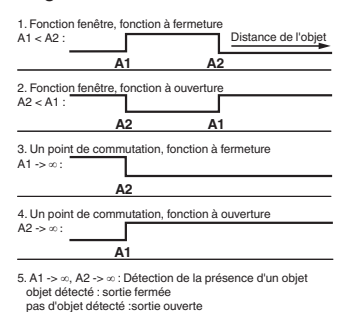 1. Fonction fenêtre, fonction à fermeture
A1 < A2 :
Distance de l'objet
A1 A2
2. Fonction fenêtre, fonction à ouverture
A2 < A1 :
A2 A1
3. Un point de commutation, fonction à fermeture
A1 -> ∞ :
A2
4. Un point de commutation, fonction à ouverture
A2 -> ∞ :
A1
5. A1 -> ∞, A2 -> ∞ : Détection de la présence d'un objet
objet détecté : sortie fermée
pas d'objet détecté :sortie ouverte